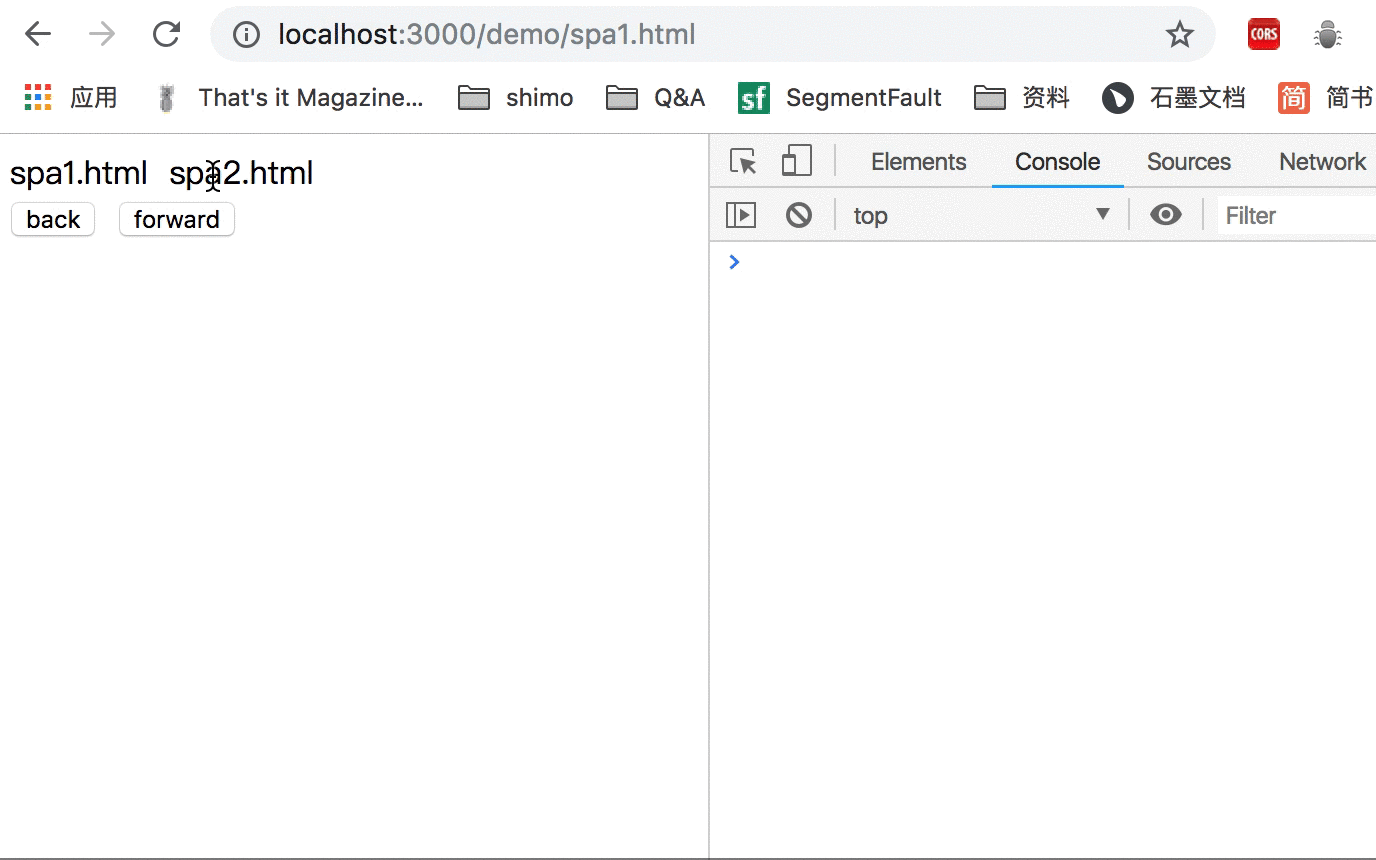 localhost:3000/demo/spa1.html CORS
应用 That's it Magazine... shimo Q&A sf SegmentFault 资料 石墨文档 简 简书
spa1.html spa2.html
back forward
Elements Console Sources Network
top Filter